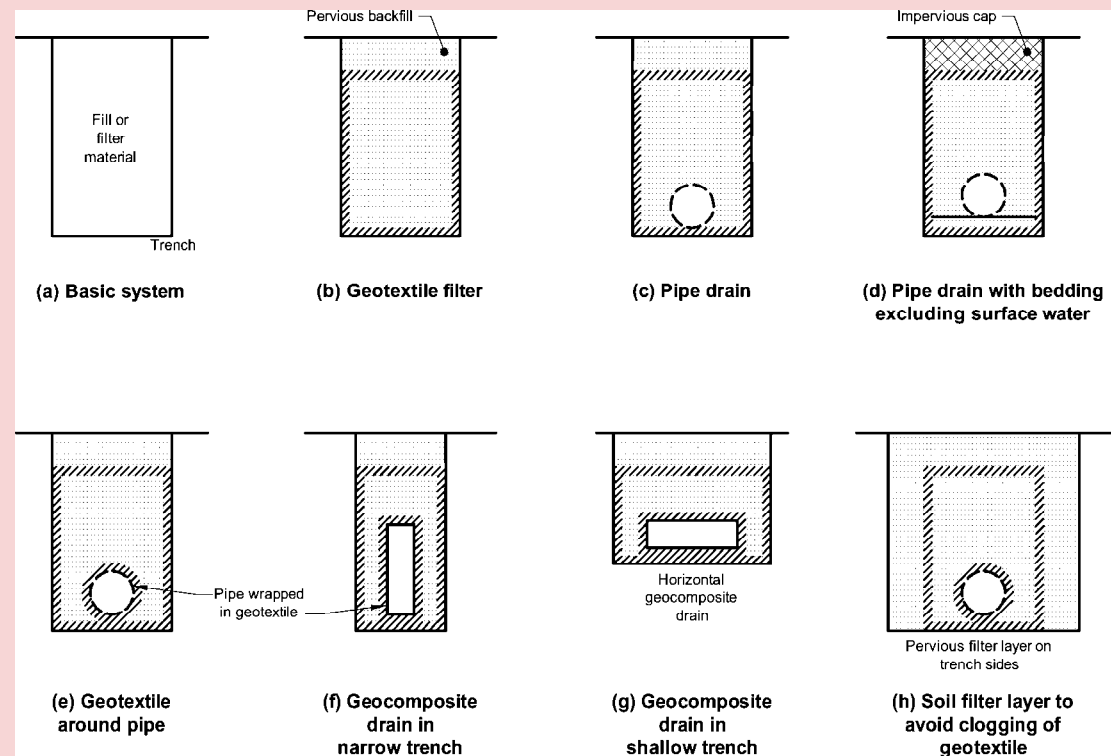 Pervious backfill
Impervious cap
Fill or
filter
material
Trench
(a) Basic system
(b) Geotextile filter
(c) Pipe drain
(d) Pipe drain with bedding
excluding surface water
Pipe wrapped
in geotextile
Horizontal
geocomposite
drain
Pervious filter layer on
trench sides
(e) Geotextile
around pipe
(f) Geocomposite
drain in
narrow trench
(g) Geocomposite
drain in
shallow trench
(h) Soil filter layer to
avoid clogging of
geotextile